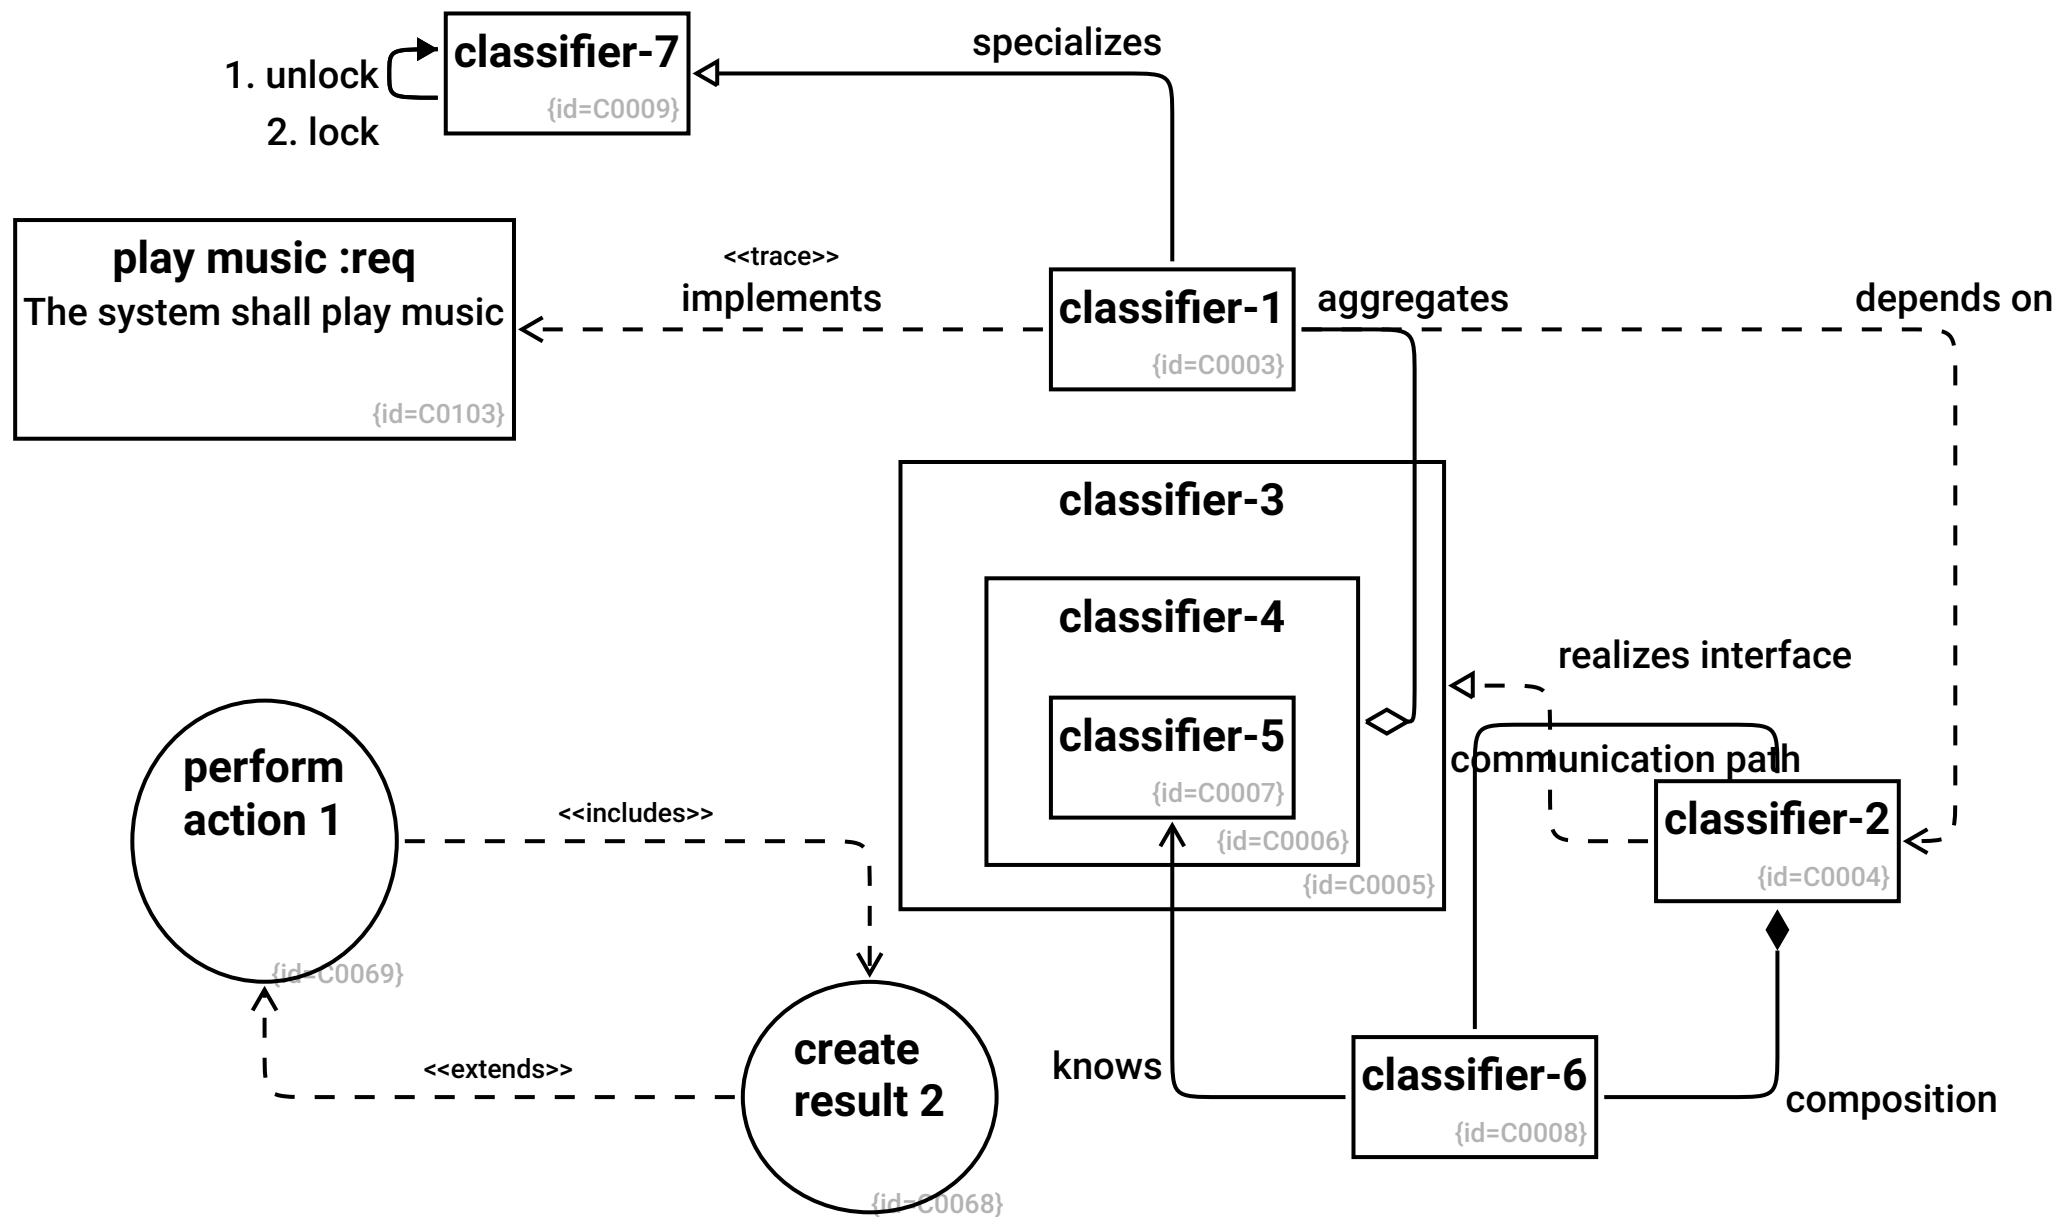 specializes
classifier-7
1. unlock
{id=C0009}
2. lock
play music :req
The system shall play music
{id=C0103}
<<trace>>
implements
classifier-1
{id=C0003}
aggregates
depends on
classifier-3
classifier-4
classifier-5
{id=C0007}
{id=C0006}
{id=C0005}
realizes interface
communication path
classifier-2
{id=C0004}
perform
action 1
{id=C0069}
<<includes>>
<<extends>>
create
result 2
{id=C0068}
knows
classifier-6
{id=C0008}
composition